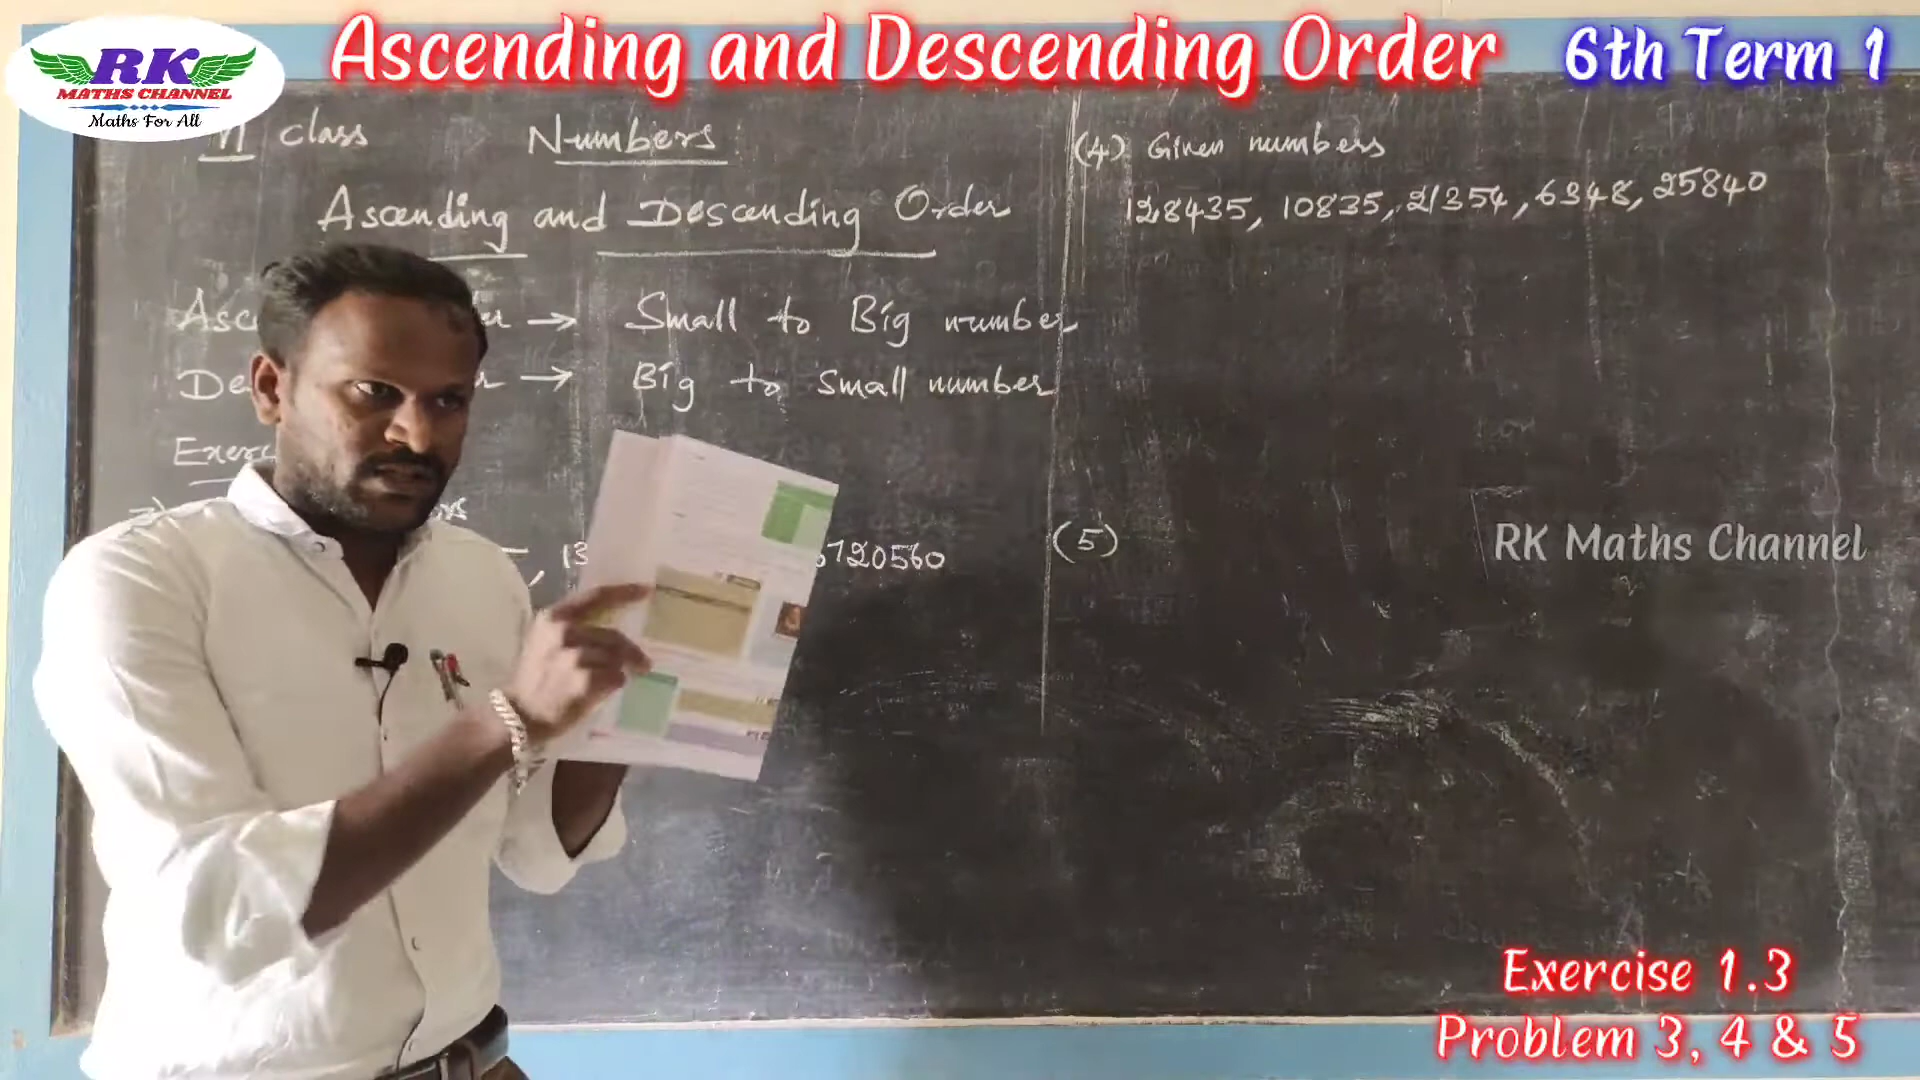 Ascending and Descending Order 6th Term 1
RK
MATHS CHANNEL
Maths For All
class Numbers
Ascending and Descending Order
→ Small to Big number
→ Big to Small number
720560
(4) Given numbers
128435, 10835, 21354, 6348, 25840
(5)
RK Maths Channel
Exercise 1.3
Problem 3, 4 & 5